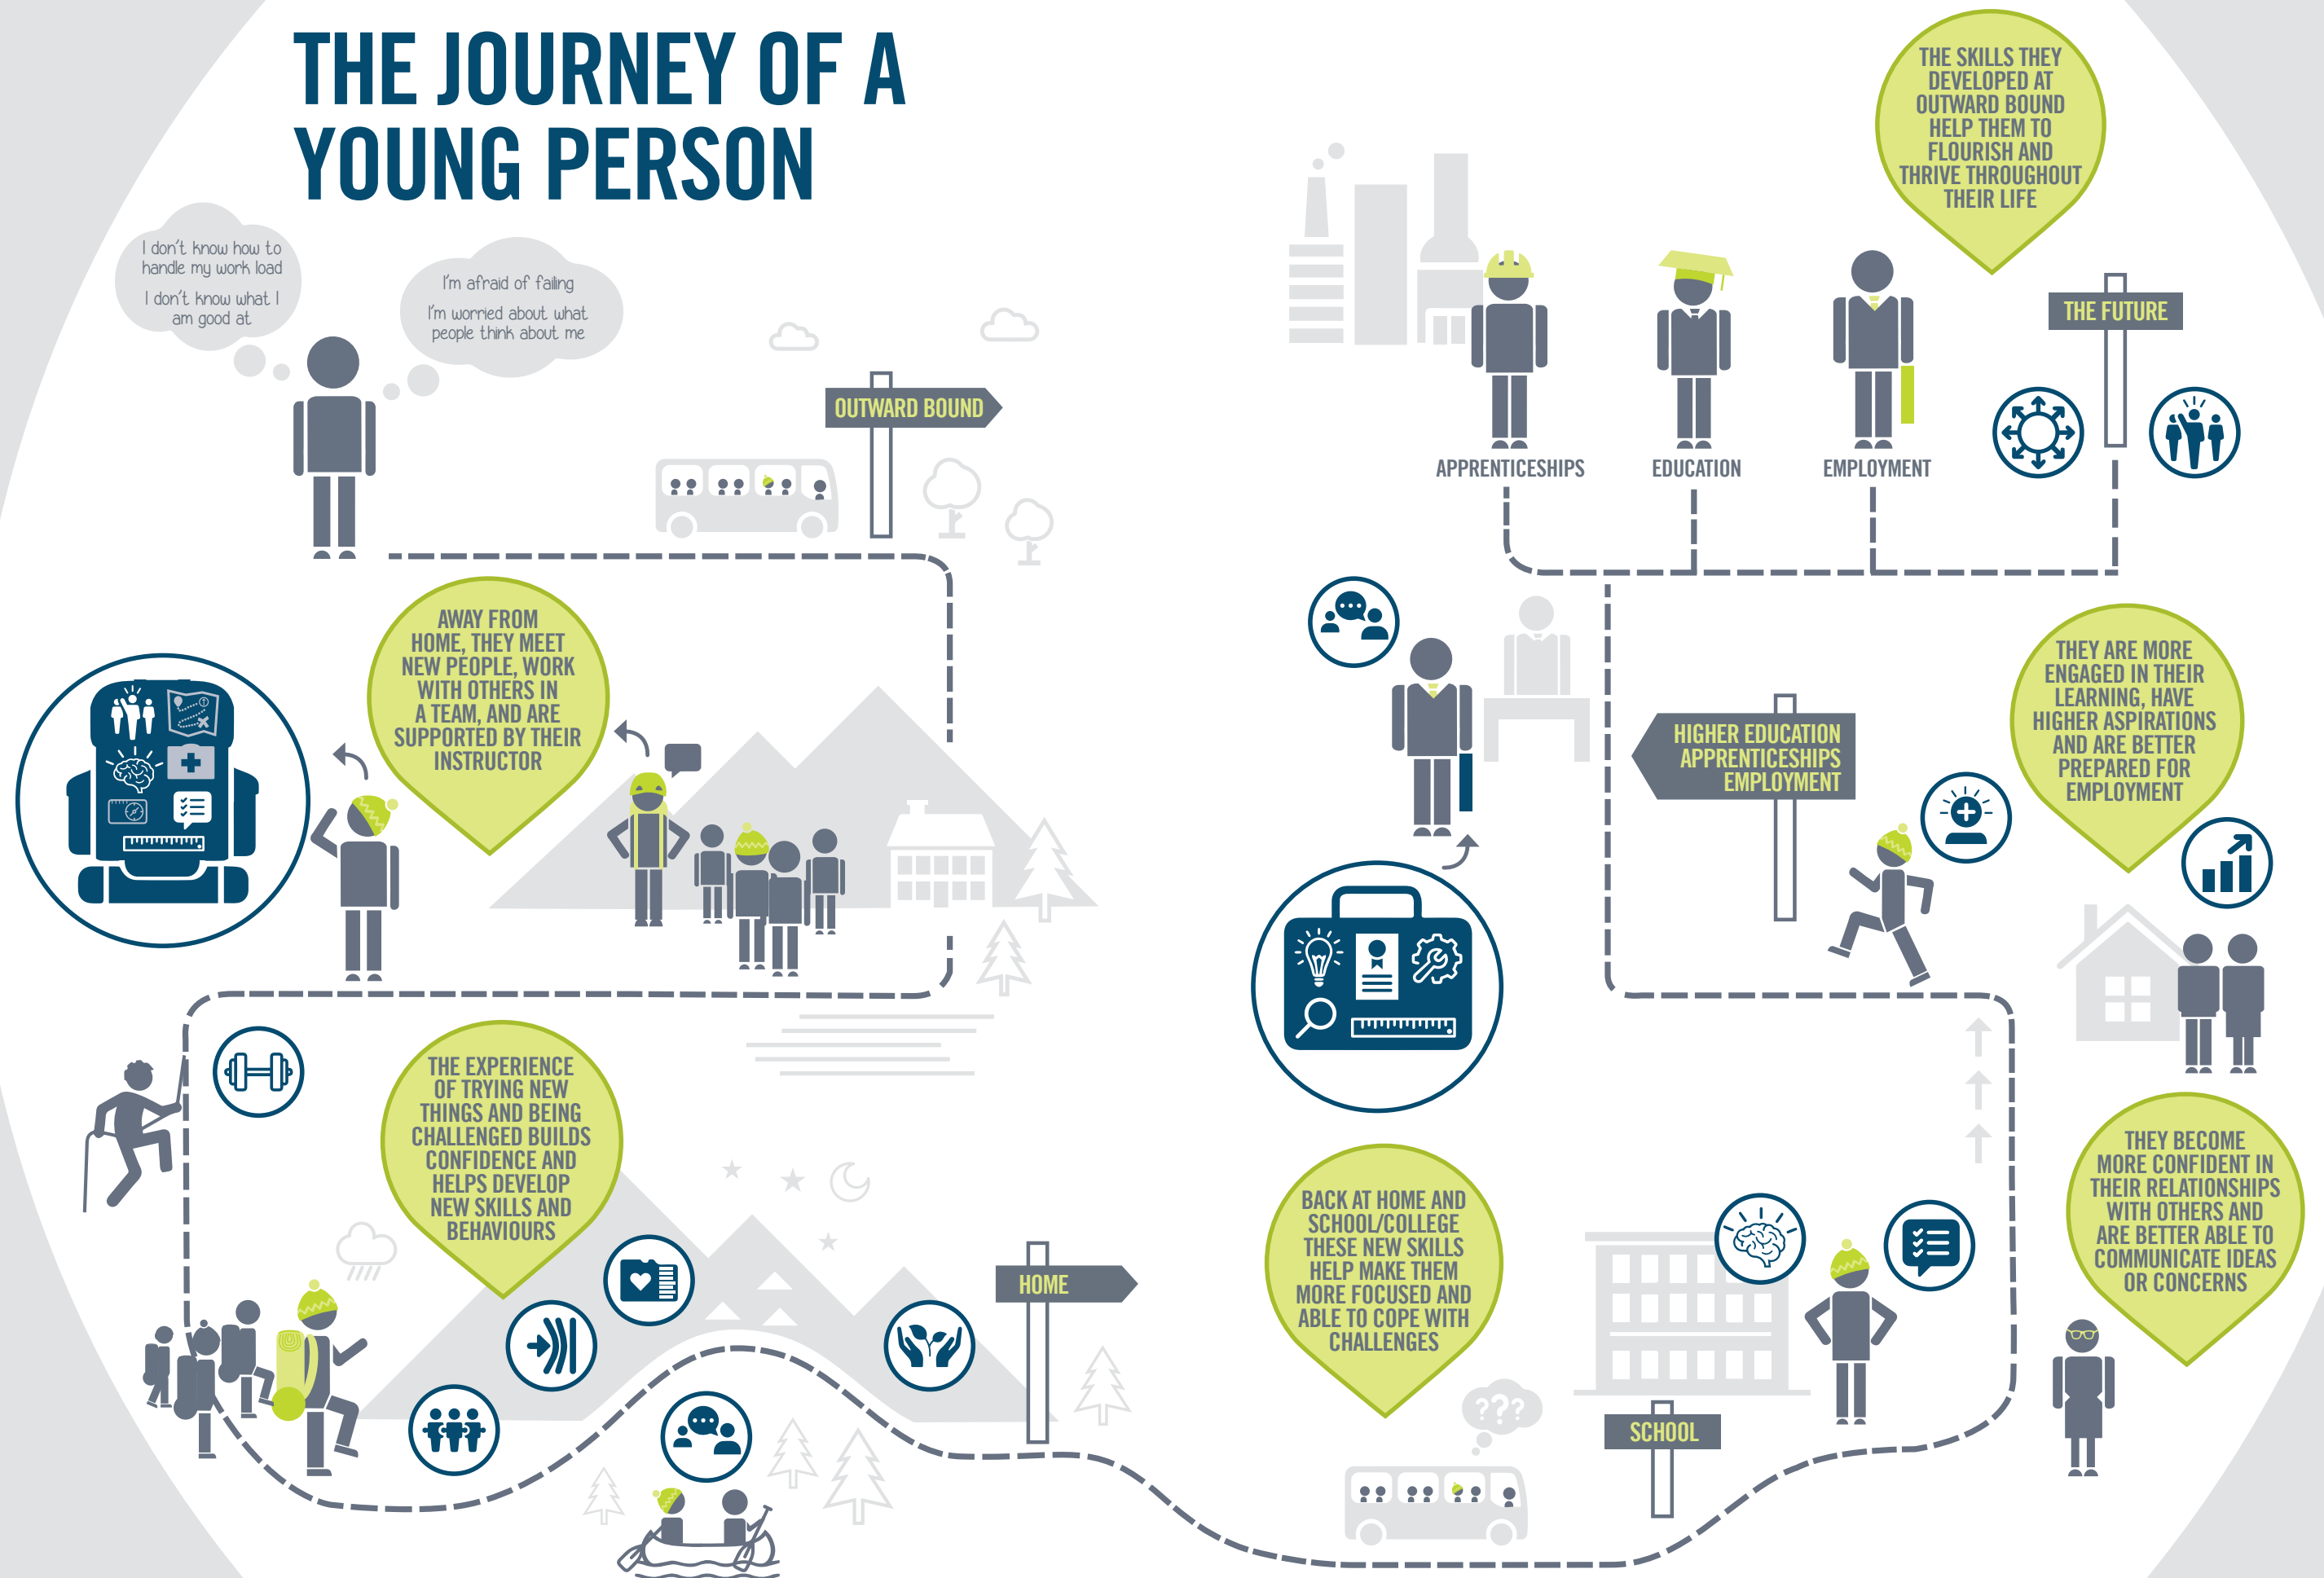 THE JOURNEY OF A
YOUNG PERSON
I don't know how to
handle my work load
I don't know what I
am good at
I'm afraid of failing
I'm worried about what
people think about me
OUTWARD BOUND
AWAY FROM
HOME, THEY MEET
NEW PEOPLE, WORK
WITH OTHERS IN
A TEAM, AND ARE
SUPPORTED BY THEIR
INSTRUCTOR
THE EXPERIENCE
OF TRYING NEW
THINGS AND BEING
CHALLENGED BUILDS
CONFIDENCE AND
HELPS DEVELOP
NEW SKILLS AND
BEHAVIOURS
HOME
BACK AT HOME AND
SCHOOL/COLLEGE
THESE NEW SKILLS
HELP MAKE THEM
MORE FOCUSED AND
ABLE TO COPE WITH
CHALLENGES
???
SCHOOL
THEY BECOME
MORE CONFIDENT IN
THEIR RELATIONSHIPS
WITH OTHERS AND
ARE BETTER ABLE TO
COMMUNICATE IDEAS
OR CONCERNS
THEY ARE MORE
ENGAGED IN THEIR
LEARNING, HAVE
HIGHER ASPIRATIONS
AND ARE BETTER
PREPARED FOR
EMPLOYMENT
HIGHER EDUCATION
APPRENTICESHIPS
EMPLOYMENT
APPRENTICESHIPS
EDUCATION
EMPLOYMENT
THE FUTURE
THE SKILLS THEY
DEVELOPED AT
OUTWARD BOUND
HELP THEM TO
FLOURISH AND
THRIVE THROUGHOUT
THEIR LIFE